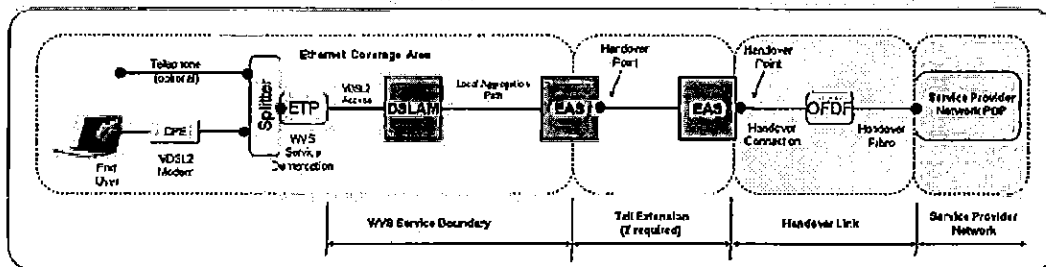 Ethernet Coverage Area
Telephone
(optional)
Splitter
ETP
VDSL2
Access
DSLAM
Local Aggregation
Path
EAS
Handover
Point
EAS
Handover
Point
OFDF
Service Provider
Network POP
CPE
VDSL2
Modem
End
User
WVS
Service
Demarcation
Handover
Connection
Handover
Fibre
WVS Service Boundary
Tail Extension
(if required)
Handover Link
Service Provider
Network